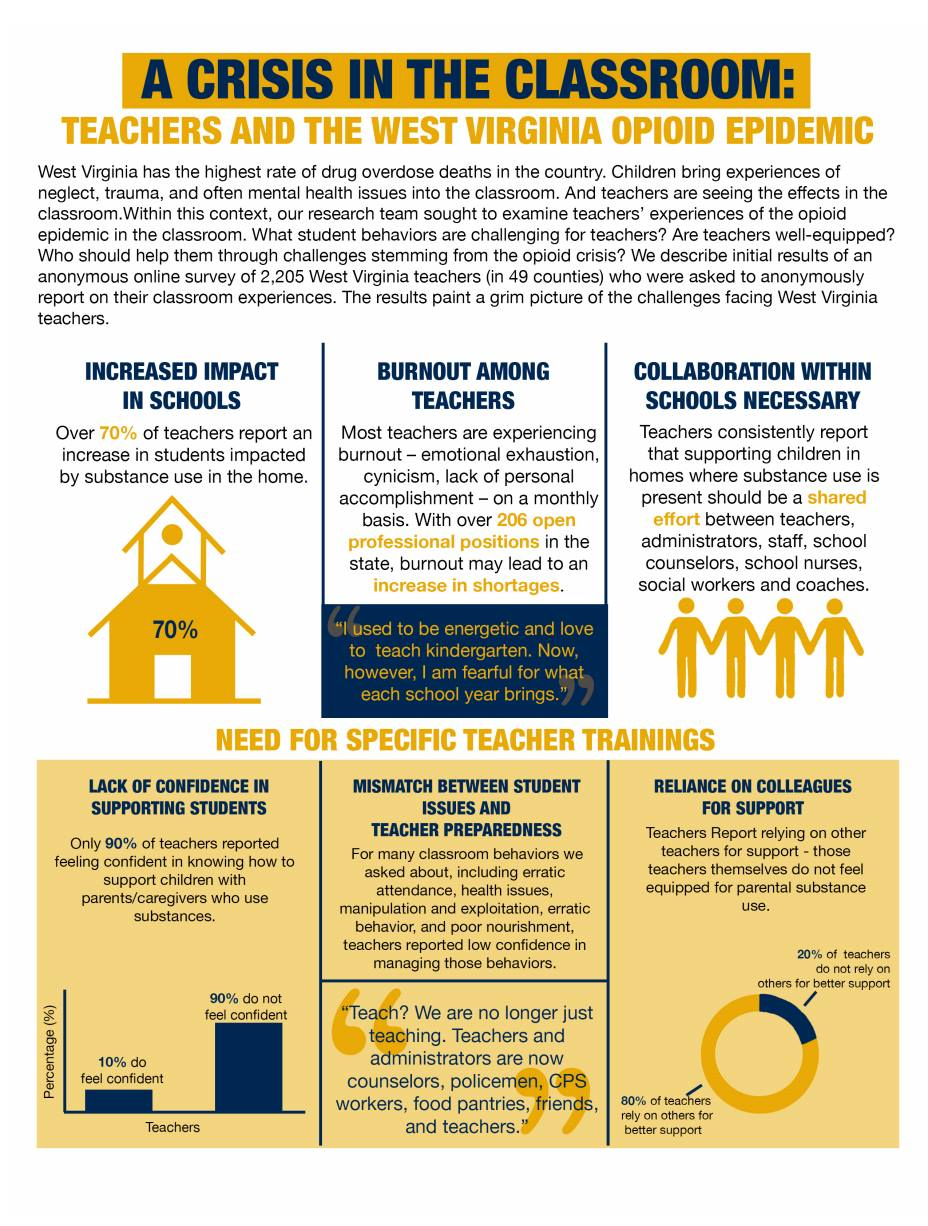 A CRISIS IN THE CLASSROOM:
TEACHERS AND THE WEST VIRGINIA OPIOID EPIDEMIC
West Virginia has the highest rate of drug overdose deaths in the country. Children bring experiences of
neglect, trauma, and often mental health issues into the classroom. And teachers are seeing the effects in the
classroom.Within this context, our research team sought to examine teachers’ experiences of the opioid
epidemic in the classroom. What student behaviors are challenging for teachers? Are teachers well-equipped?
Who should help them through challenges stemming from the opioid crisis? We describe initial results of an
anonymous online survey of 2,205 West Virginia teachers (in 49 counties) who were asked to anonymously
report on their classroom experiences. The results paint a grim picture of the challenges facing West Virginia
teachers.
INCREASED IMPACT
IN SCHOOLS
Over 70% of teachers report an
increase in students impacted
by substance use in the home.
70%
BURNOUT AMONG
TEACHERS
Most teachers are experiencing
burnout – emotional exhaustion,
cynicism, lack of personal
accomplishment – on a monthly
basis. With over 206 open
professional positions in the
state, burnout may lead to an
increase in shortages.
“I used to be energetic and love
to teach kindergarten. Now,
however, I am fearful for what
each school year brings.”
COLLABORATION WITHIN
SCHOOLS NECESSARY
Teachers consistently report
that supporting children in
homes where substance use is
present should be a shared
effort between teachers,
administrators, staff, school
counselors, school nurses,
social workers and coaches.
NEED FOR SPECIFIC TEACHER TRAININGS
LACK OF CONFIDENCE IN
SUPPORTING STUDENTS
Only 90% of teachers reported
feeling confident in knowing how to
support children with
parents/caregivers who use
substances.
Percentage (%)
10% do
feel confident
90% do not
feel confident
Teachers
MISMATCH BETWEEN STUDENT
ISSUES AND
TEACHER PREPAREDNESS
For many classroom behaviors we
asked about, including erratic
attendance, health issues,
manipulation and exploitation, erratic
behavior, and poor nourishment,
teachers reported low confidence in
managing those behaviors.
“Teach? We are no longer just
teaching. Teachers and
administrators are now
counselors, policemen, CPS
workers, food pantries, friends,
and teachers.”
RELIANCE ON COLLEAGUES
FOR SUPPORT
Teachers Report relying on other
teachers for support - those
teachers themselves do not feel
equipped for parental substance
use.
20% of teachers
do not rely on
others for better support
80% of teachers
rely on others for
better support